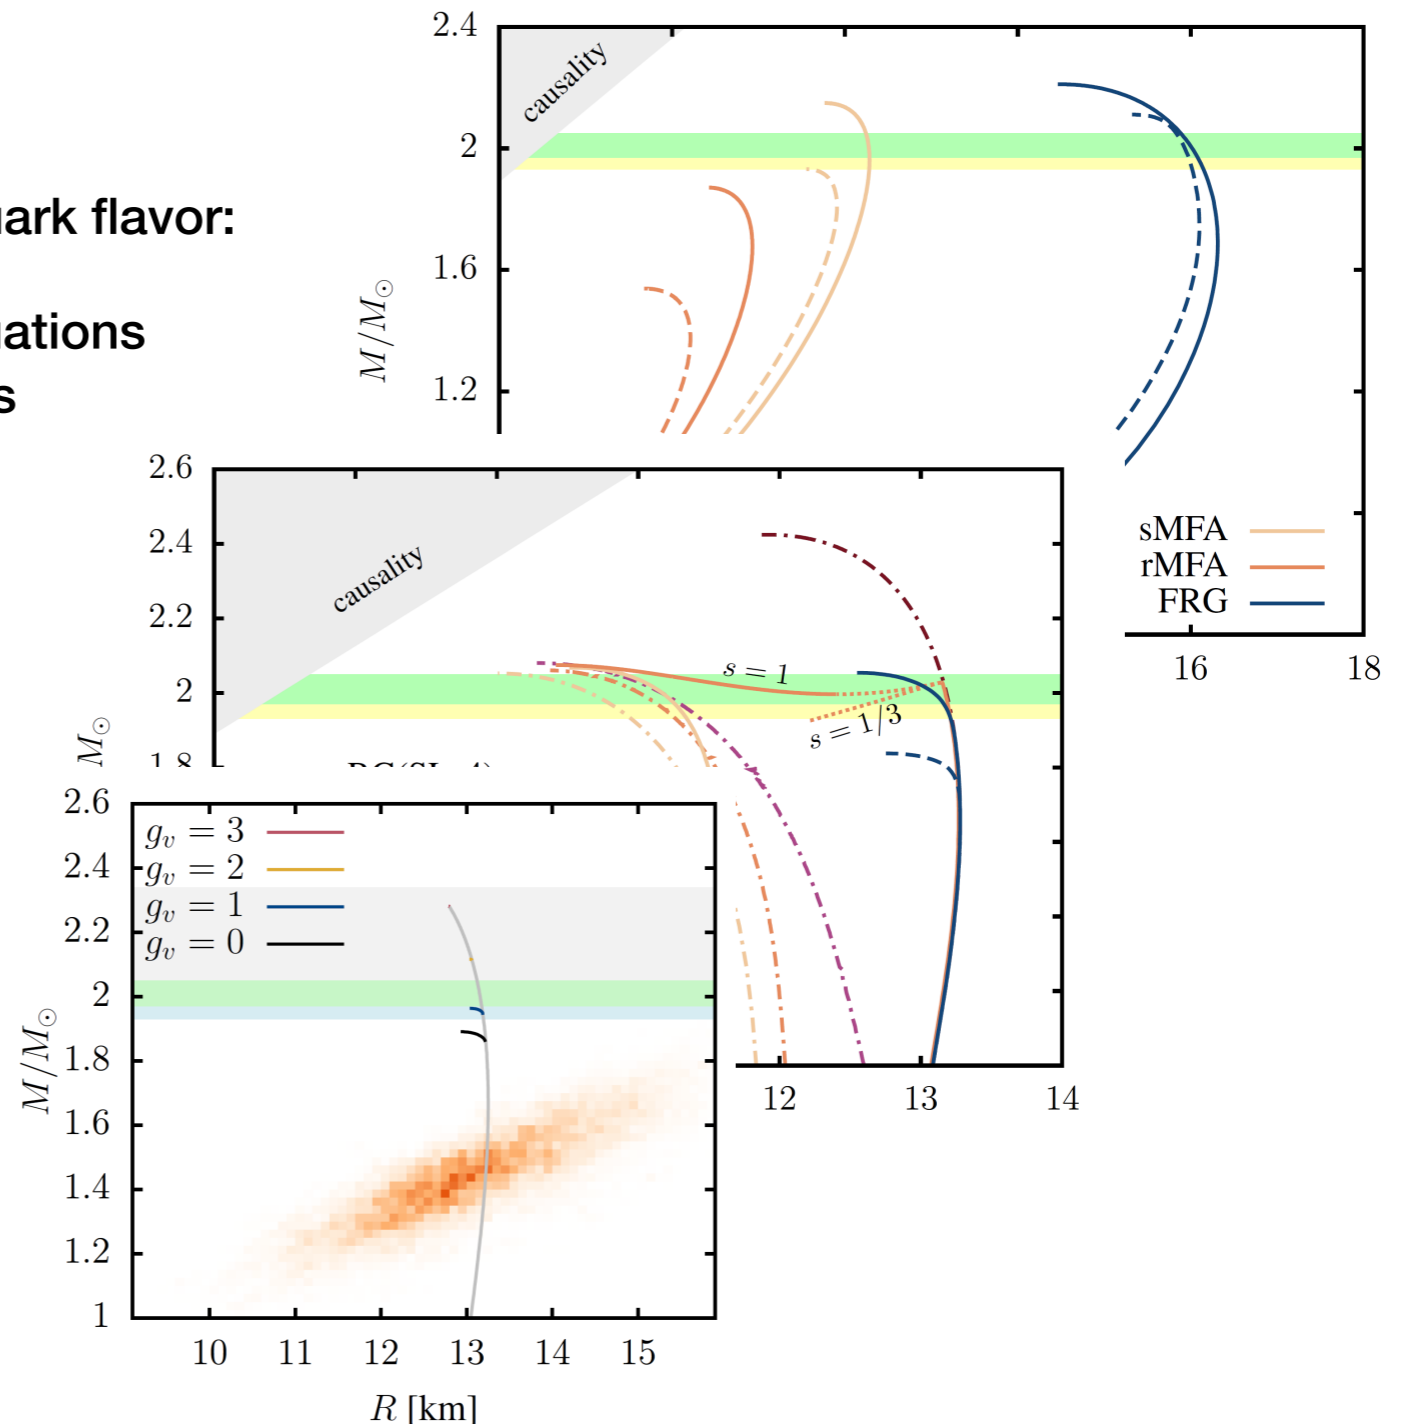 ark flavor:
ations
s
2.4
2
1.6
1.2
M/M⊙
causality
sMFA
rMFA
FRG
16
18
2.6
2.4
2.2
2
1.8
M⊙
causality
s = 1
s = 1/3
12
13
14
2.6
2.4
2.2
2
1.8
1.6
1.4
1.2
1
M/M⊙
g_v = 3
g_v = 2
g_v = 1
g_v = 0
10 11 12 13 14 15
R [km]